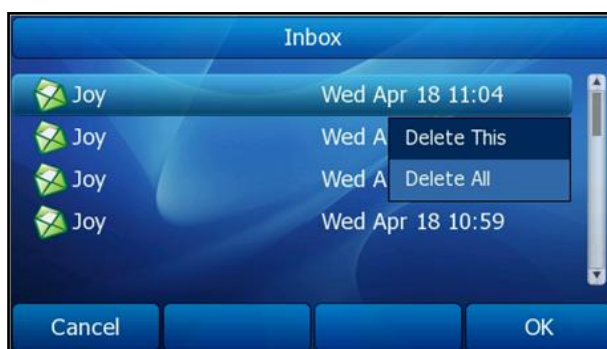 Inbox
Joy Wed Apr 18 11:04
Joy Wed A
Delete This
Joy Wed A
Delete All
Joy Wed Apr 18 10:59
Cancel OK